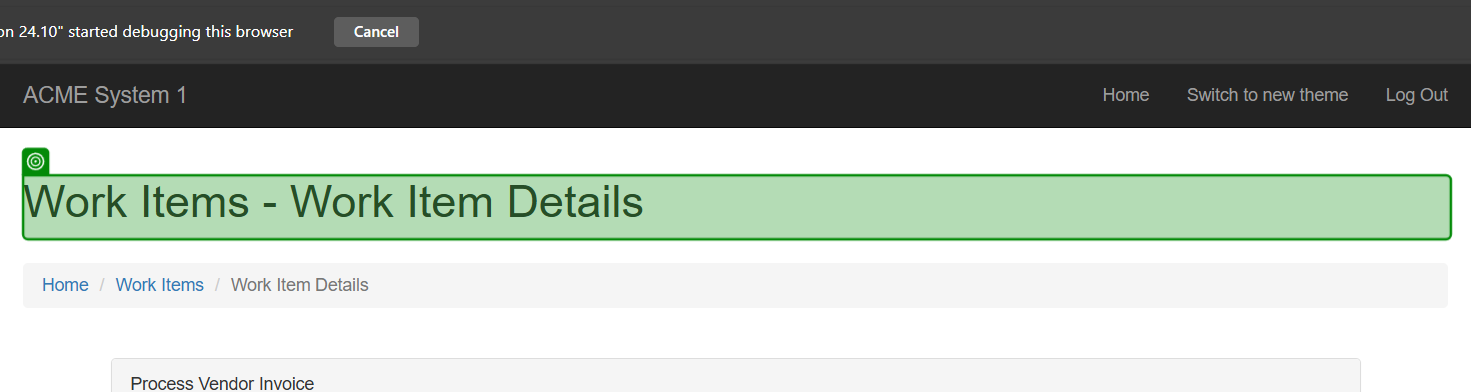 on 24.10" started debugging this browser Cancel
ACME System 1 Home Switch to new theme Log Out
Work Items - Work Item Details
Home / Work Items / Work Item Details
Process Vendor Invoice